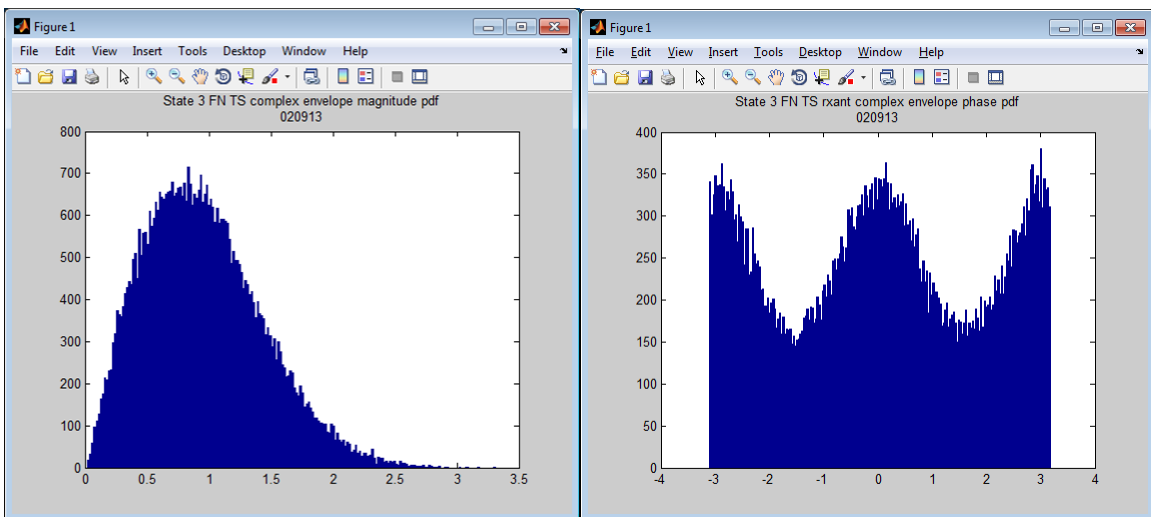 Figure 1
File Edit View Insert Tools Desktop Window Help
State 3 FN TS complex envelope magnitude pdf
020913
800
700
600
500
400
300
200
100
0
0 0.5 1 1.5 2 2.5 3 3.5
Figure 1
File Edit View Insert Tools Desktop Window Help
State 3 FN TS rxant complex envelope phase pdf
020913
400
350
300
250
200
150
100
50
0
-4 -3 -2 -1 0 1 2 3 4